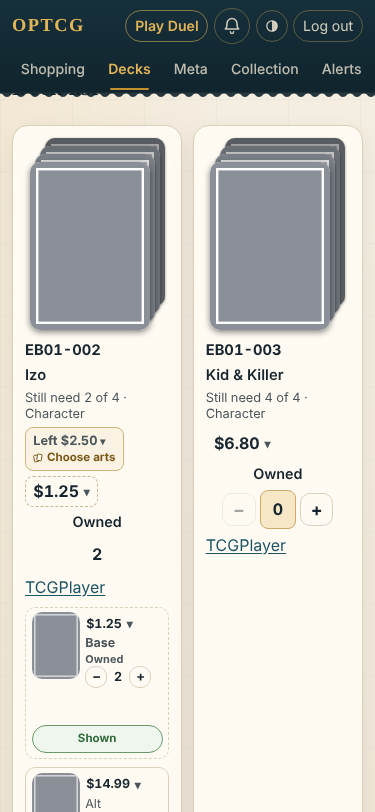 OPTCG
Play Duel
Log out
Shopping Decks Meta Collection Alerts
EB01-002
Izo
Still need 2 of 4 ·
Character
Left $2.50 ▾
Choose arts
$1.25 ▾
Owned
2
TCGPlayer
$1.25 ▾
Base
Owned
− 2 +
Shown
$14.99 ▾
Alt
EB01-003
Kid & Killer
Still need 4 of 4 ·
Character
$6.80 ▾
Owned
− 0 +
TCGPlayer